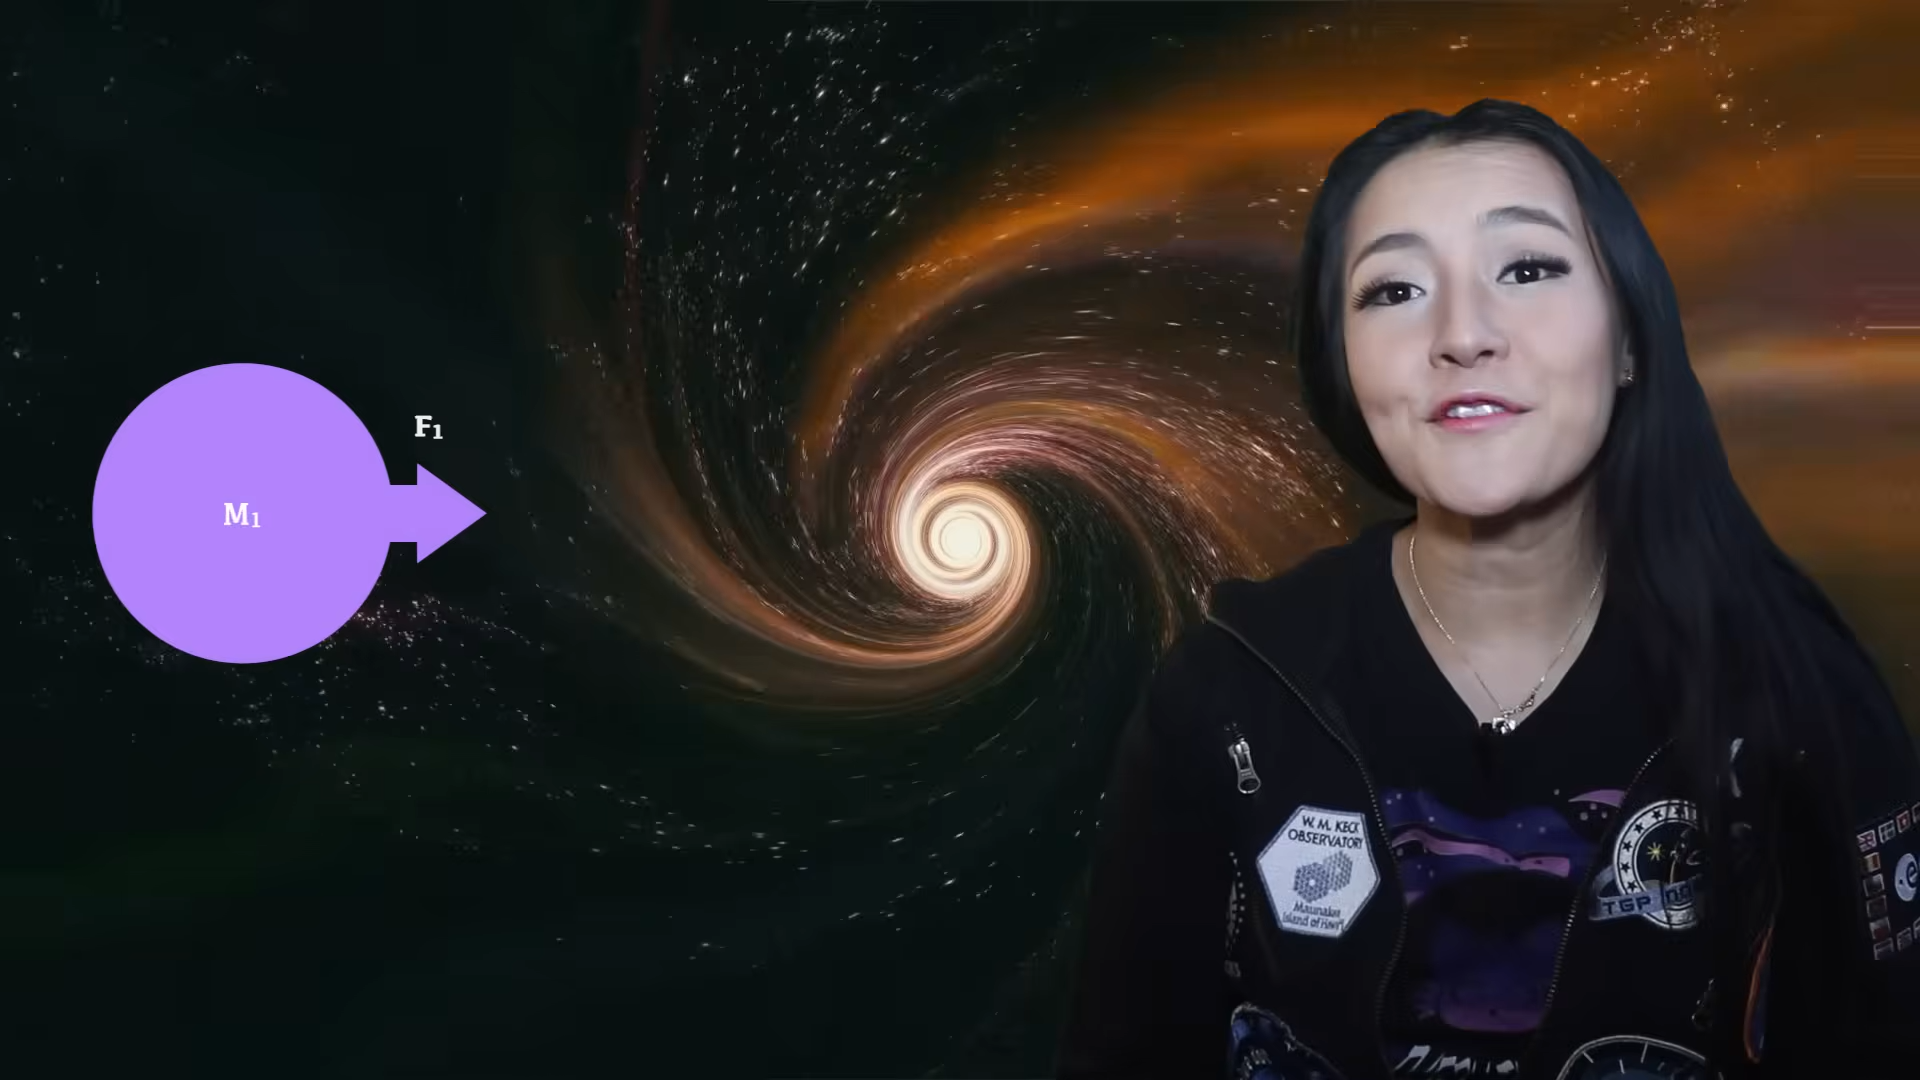 F₁
M₁
W. M. KECK
OBSERVATORY
Maunakea
Island of Hawai'i
TGP